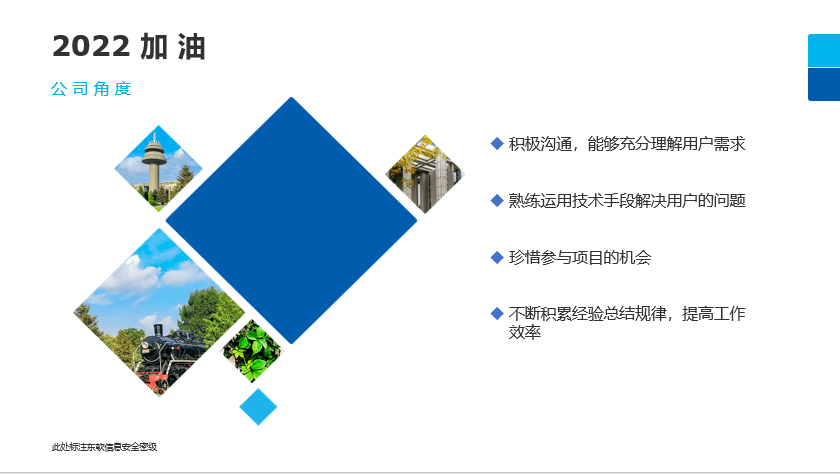 2022 加油
公司角度
积极沟通，能够充分理解用户需求
熟练运用技术手段解决用户的问题
珍惜参与项目的机会
不断积累经验总结规律，提高工作
效率
此处标注东软信息安全密级